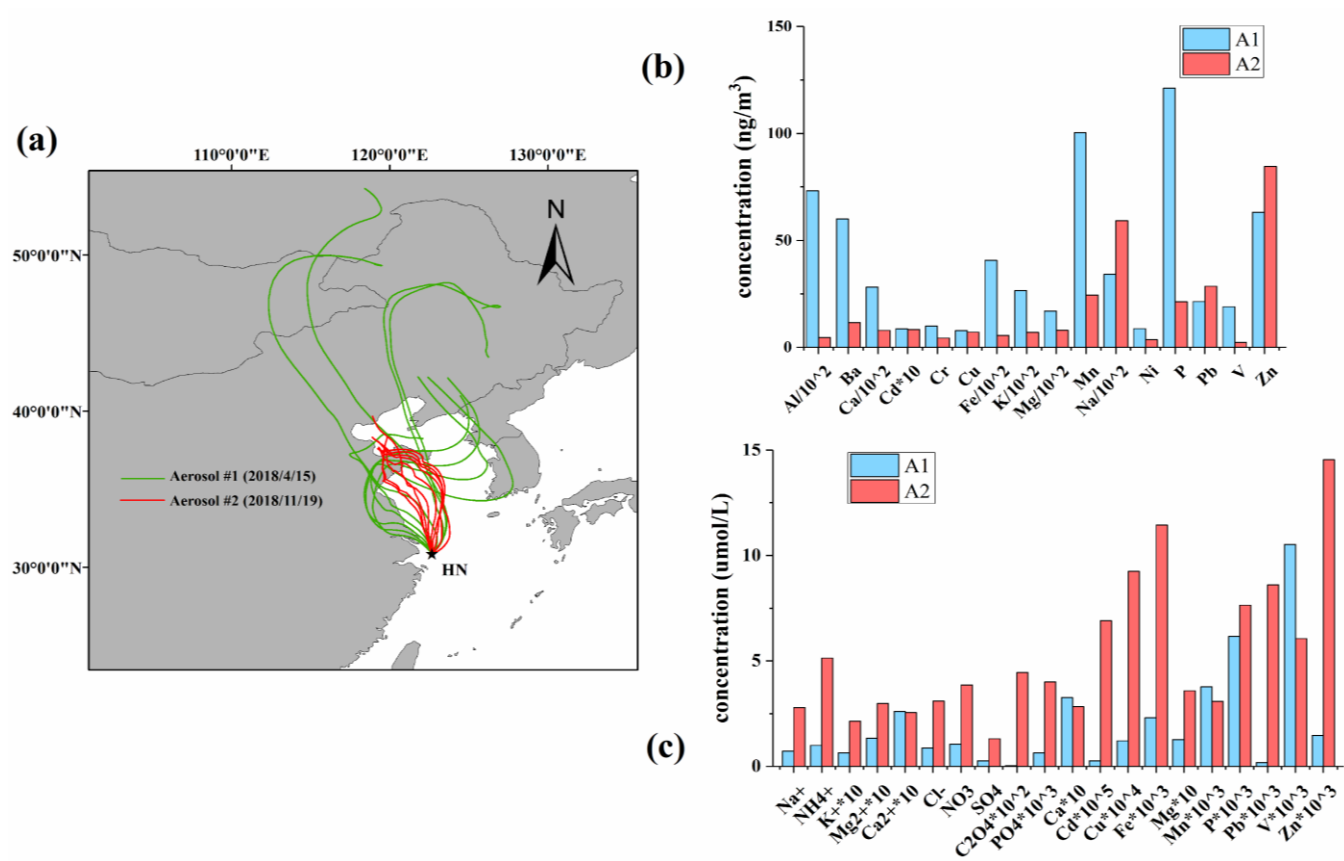 (a)
110°0'0"E 120°0'0"E 130°0'0"E
50°0'0"N
40°0'0"N
30°0'0"N
N
Aerosol #1 (2018/4/15)
Aerosol #2 (2018/11/19)
HN
(b)
concentration (ng/m³)
150
100
50
0
A1
A2
Al/10^2 Ba Ca/10^2 Cd*10 Cr Cu Fe/10^2 K/10^2 Mg/10^2 Mn Na/10^2 Ni P Pb V Zn
(c)
concentration (umol/L)
15
10
5
0
A1
A2
Na+ NH4+ K+*10 Mg2+*10 Ca2+*10 Cl- NO3 SO4 C2O4*10^2 PO4*10^3 Ca*10 Cd*10^5 Cu*10^4 Fe*10^3 Mg*10 Mn*10^3 P*10^3 Pb*10^3 V*10^3 Zn*10^3